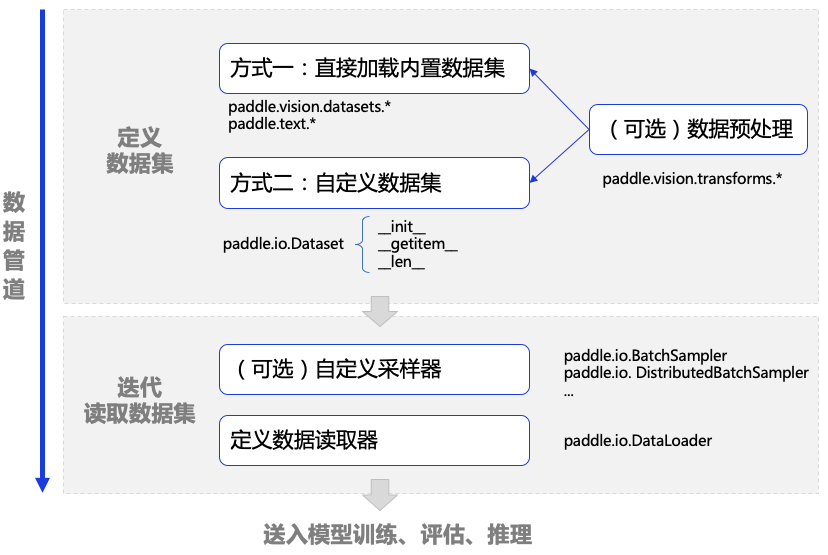 数据管道
定义
数据集
方式一：直接加载内置数据集
paddle.vision.datasets.*
paddle.text.*
（可选）数据预处理
paddle.vision.transforms.*
方式二：自定义数据集
paddle.io.Dataset
__init__
__getitem__
__len__
迭代
读取数据集
（可选）自定义采样器
paddle.io.BatchSampler
paddle.io. DistributedBatchSampler
...
定义数据读取器
paddle.io.DataLoader
送入模型训练、评估、推理